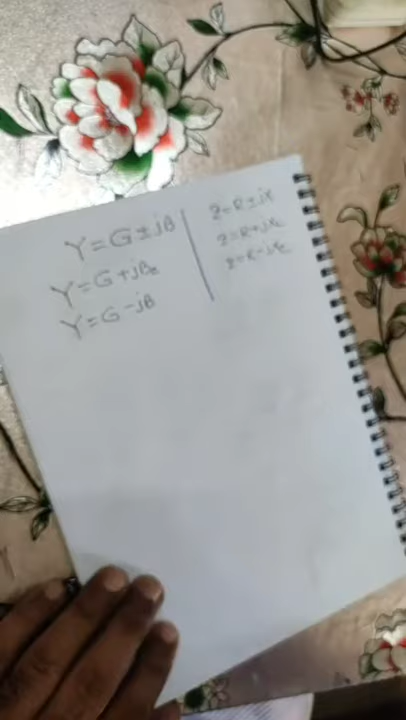 Y = G ± jB
Y = G + jBc
Y = G - jB
z = R ± jX
z = R + jXL
z = R - jXc